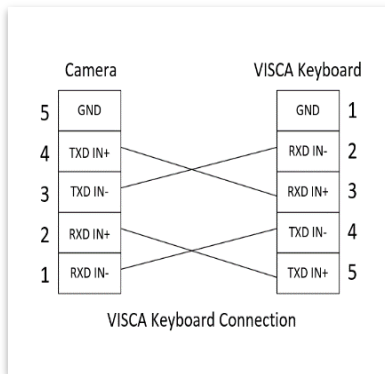 Camera VISCA Keyboard
5 GND GND 1
4 TXD IN+ RXD IN- 2
3 TXD IN- RXD IN+ 3
2 RXD IN+ TXD IN- 4
1 RXD IN- TXD IN+ 5
VISCA Keyboard Connection